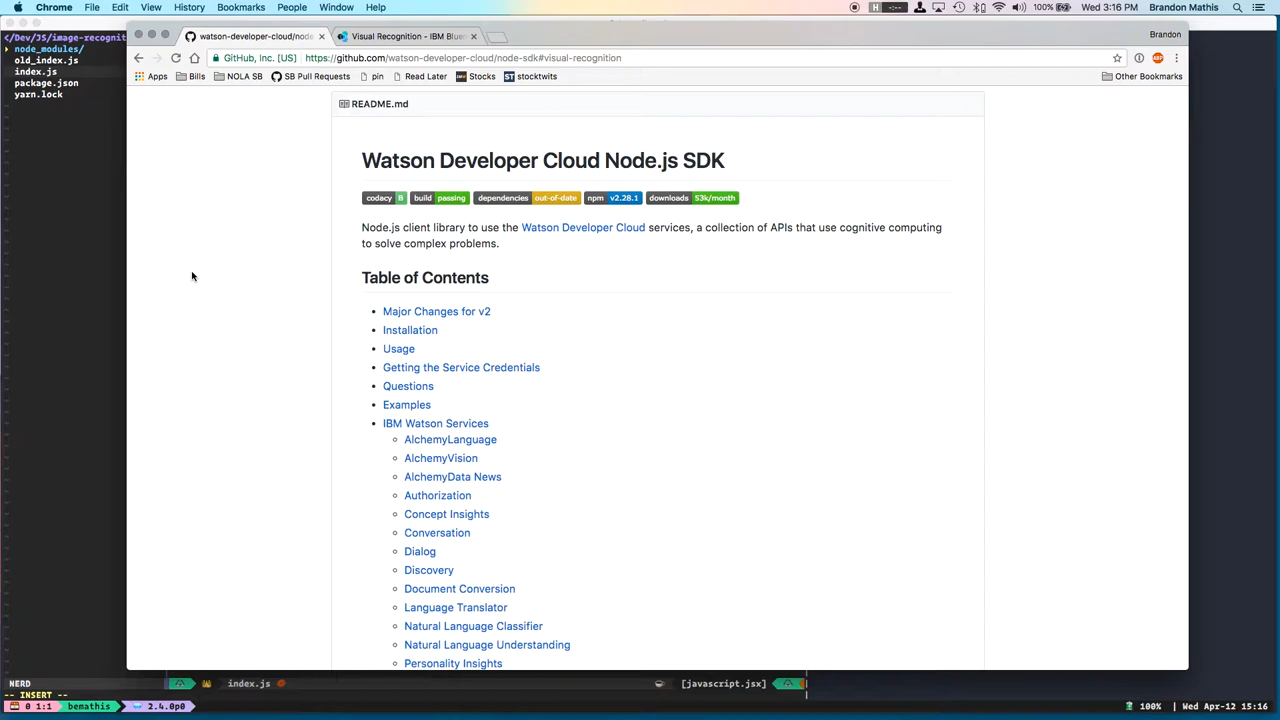 Chrome File Edit View History Bookmarks People Window Help
100% Wed 3:16 PM Brandon Mathis
watson-developer-cloud/node
Visual Recognition - IBM Bluem
Brandon
GitHub, Inc. [US] https://github.com/watson-developer-cloud/node-sdk#visual-recognition
Apps Bills NOLA SB SB Pull Requests pin Read Later Stocks stocktwits Other Bookmarks
</Dev/JS/image-recognit
node_modules/
old_index.js
index.js
package.json
yarn.lock
README.md
Watson Developer Cloud Node.js SDK
codacy B build passing dependencies out-of-date npm v2.28.1 downloads 53k/month
Node.js client library to use the Watson Developer Cloud services, a collection of APIs that use cognitive computing
to solve complex problems.
Table of Contents
Major Changes for v2
Installation
Usage
Getting the Service Credentials
Questions
Examples
IBM Watson Services
AlchemyLanguage
AlchemyVision
AlchemyData News
Authorization
Concept Insights
Conversation
Dialog
Discovery
Document Conversion
Language Translator
Natural Language Classifier
Natural Language Understanding
Personality Insights
NERD index.js [javascript.jsx]
-- INSERT --
0 1:1 bemathis 2.4.0p0 100% Wed Apr-12 15:16